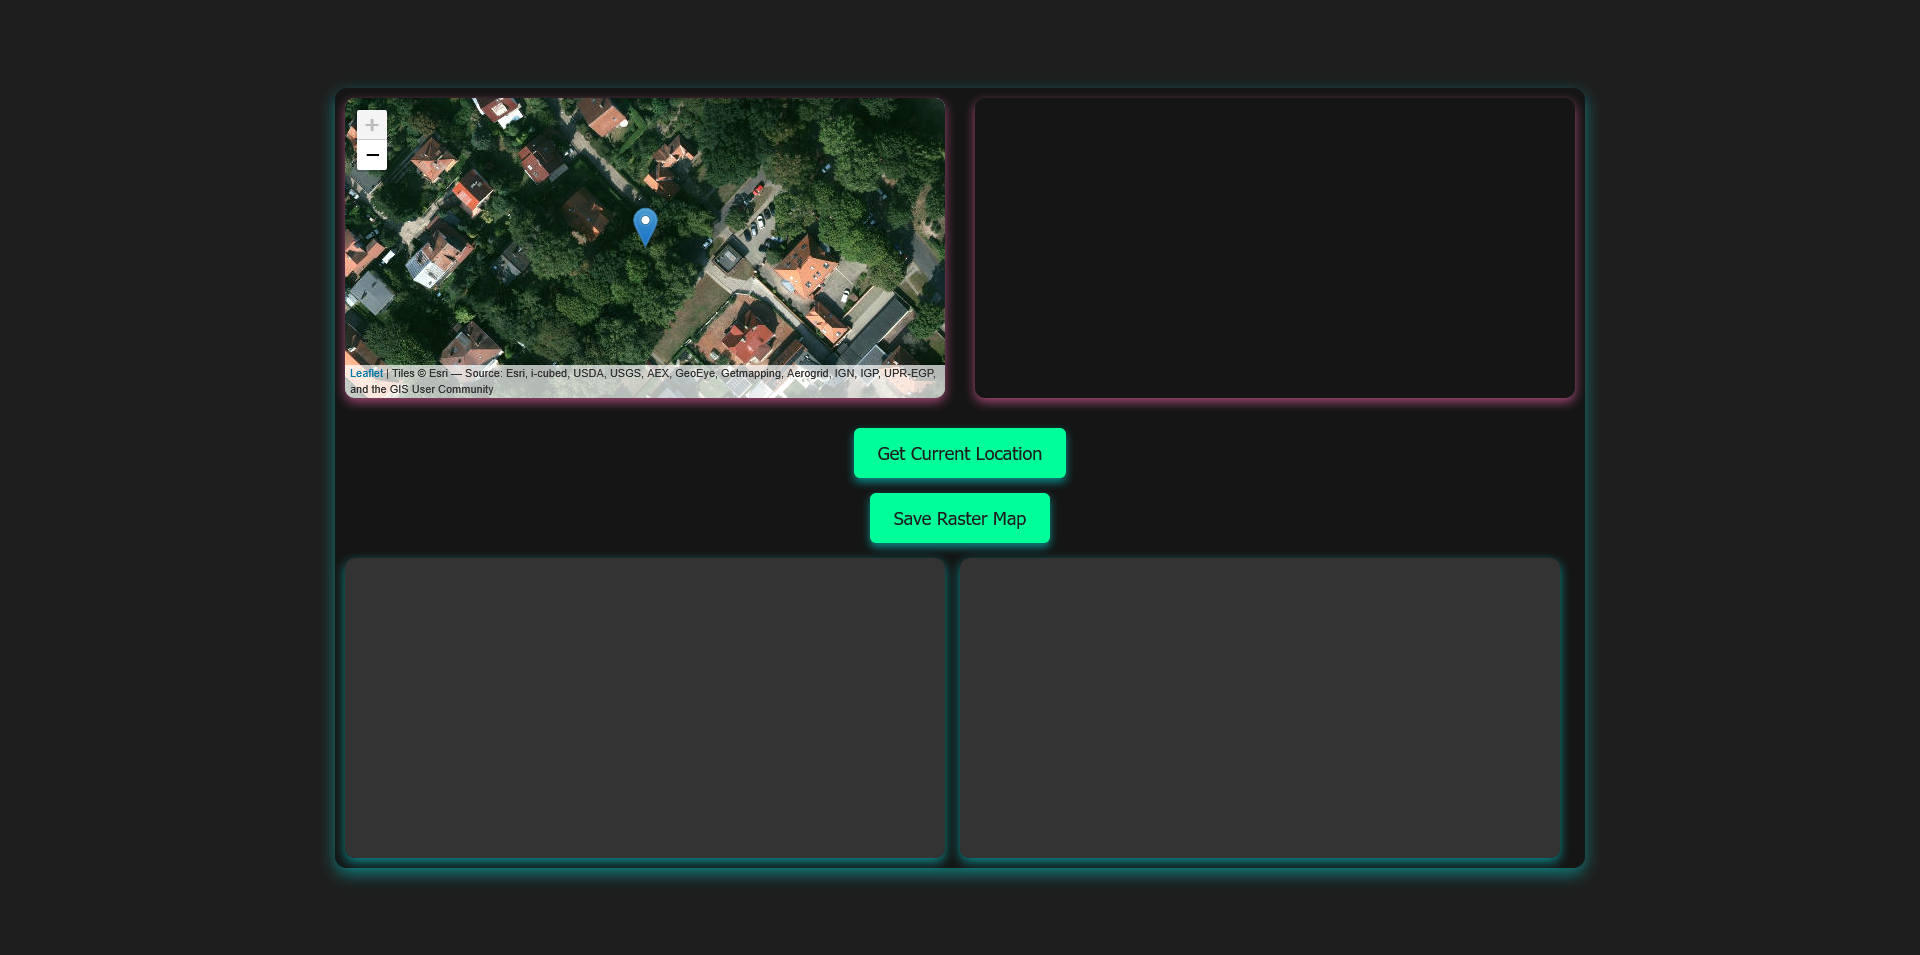 +
−
Leaflet | Tiles © Esri — Source: Esri, i-cubed, USDA, USGS, AEX, GeoEye, Getmapping, Aerogrid, IGN, IGP, UPR-EGP,
and the GIS User Community
Get Current Location
Save Raster Map